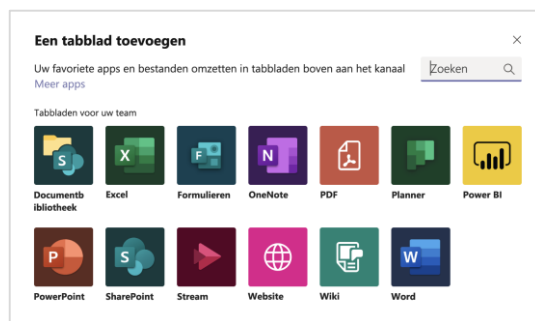 Een tabblad toevoegen
Uw favoriete apps en bestanden omzetten in tabbladen boven aan het kanaal
Zoeken
Meer apps
Tabbladen voor uw team
Documentb
ibliotheek
Excel
Formulieren
OneNote
PDF
Planner
Power BI
PowerPoint
SharePoint
Stream
Website
Wiki
Word